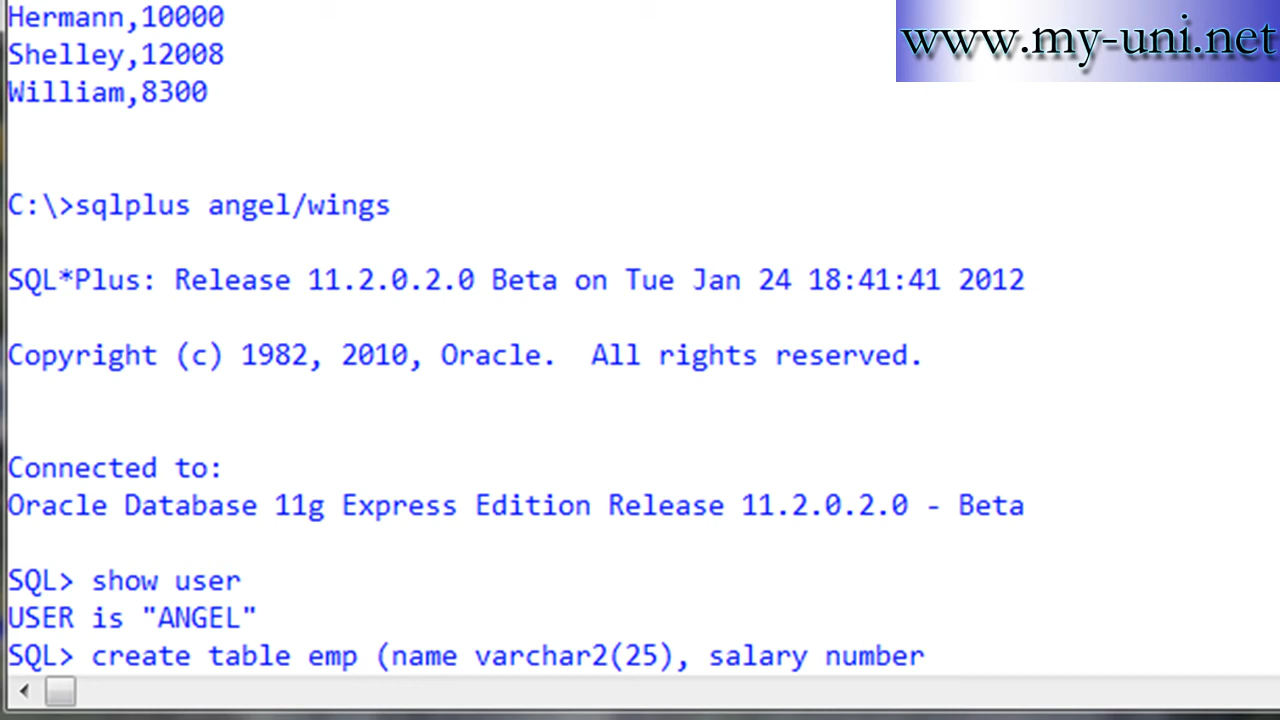 Hermann,10000
www.my-uni.net
Shelley,12008
William,8300
C:\>sqlplus angel/wings
SQL*Plus: Release 11.2.0.2.0 Beta on Tue Jan 24 18:41:41 2012
Copyright (c) 1982, 2010, Oracle.  All rights reserved.
Connected to:
Oracle Database 11g Express Edition Release 11.2.0.2.0 - Beta
SQL> show user
USER is "ANGEL"
SQL> create table emp (name varchar2(25), salary number